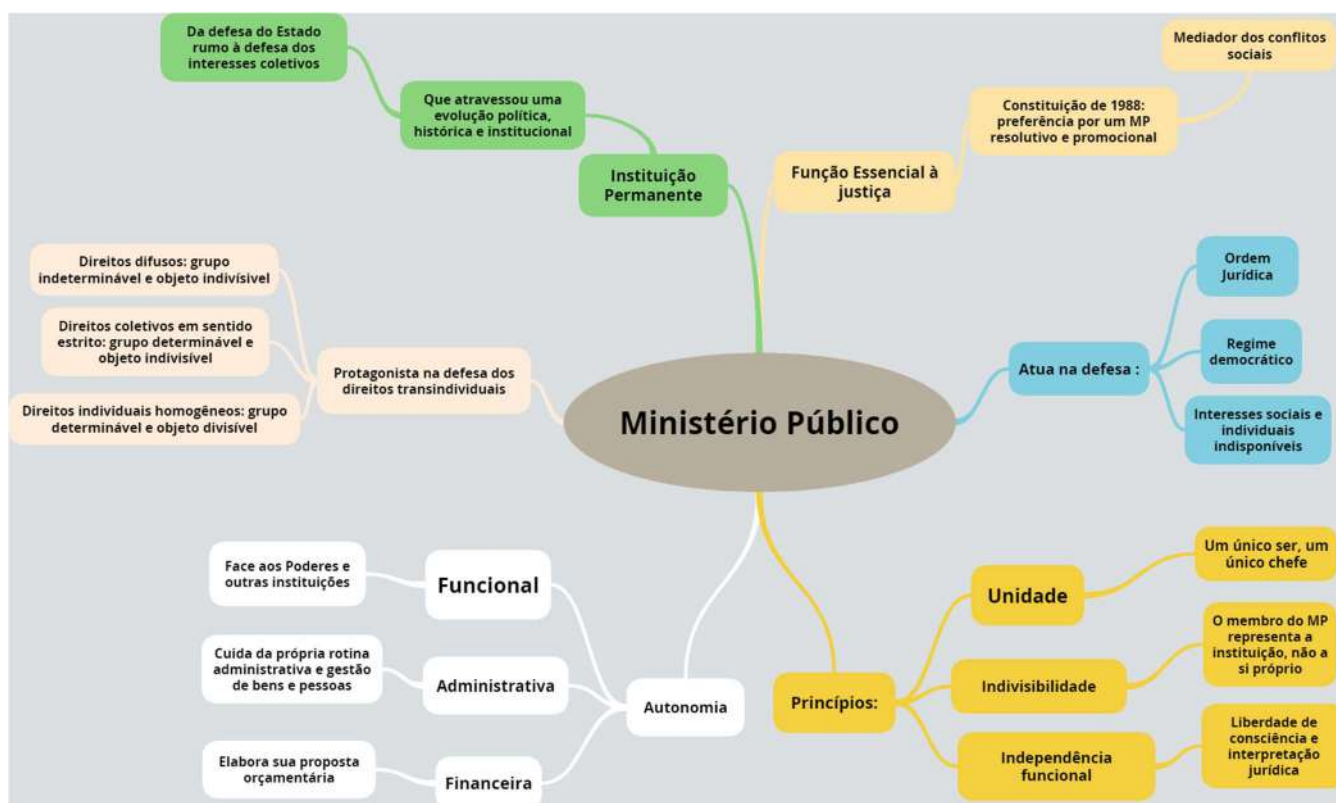 Ministério Público
Da defesa do Estado
rumo à defesa dos
interesses coletivos
Que atravessou uma
evolução política,
histórica e institucional
Instituição
Permanente
Mediador dos conflitos
sociais
Constituição de 1988:
preferência por um MP
resolutivo e promocional
Função Essencial à
justiça
Direitos difusos: grupo
indeterminável e objeto indivísivel
Direitos coletivos em sentido
estrito: grupo determinável e
objeto indivisível
Direitos individuais homogêneos: grupo
determinável e objeto divisível
Protagonista na defesa dos
direitos transindividuais
Atua na defesa :
Ordem
Jurídica
Regime
democrático
Interesses sociais e
individuais
indisponíveis
Face aos Poderes e
outras instituições
Funcional
Cuida da própria rotina
administrativa e gestão
de bens e pessoas
Administrativa
Autonomia
Elabora sua proposta
orçamentária
Financeira
Princípios:
Unidade
Um único ser, um
único chefe
Indivisibilidade
O membro do MP
representa a
instituição, não a
si próprio
Independência
funcional
Liberdade de
consciência e
interpretação
jurídica